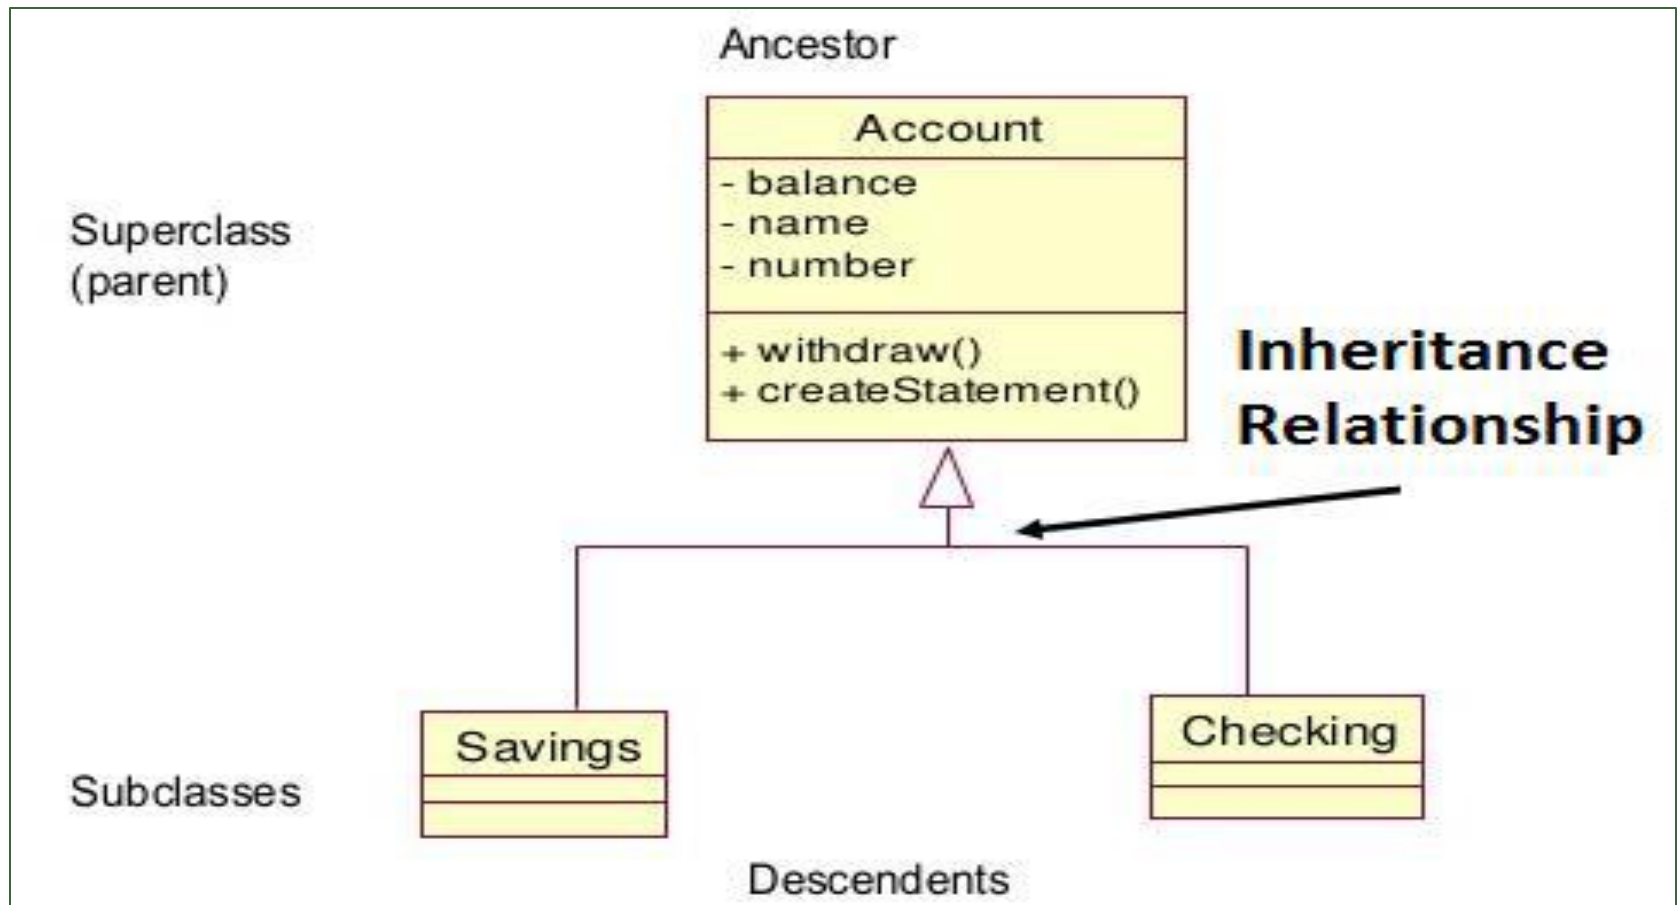 Ancestor
Account
- balance
- name
- number
Superclass
(parent)
+ withdraw()
+ createStatement()
Inheritance
Relationship
Savings
Checking
Subclasses
Descendents